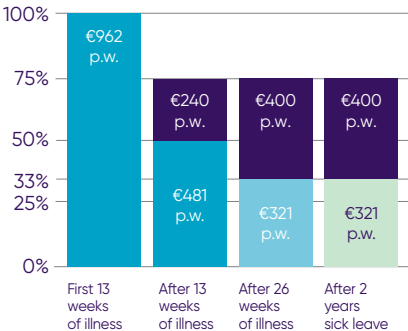 100%
75%
50%
33%
25%
0%
€962
p.w.
€240
p.w.
€481
p.w.
€400
p.w.
€321
p.w.
€400
p.w.
€321
p.w.
First 13
weeks
of illness
After 13
weeks
of illness
After 26
weeks
of illness
After 2
years
sick leave